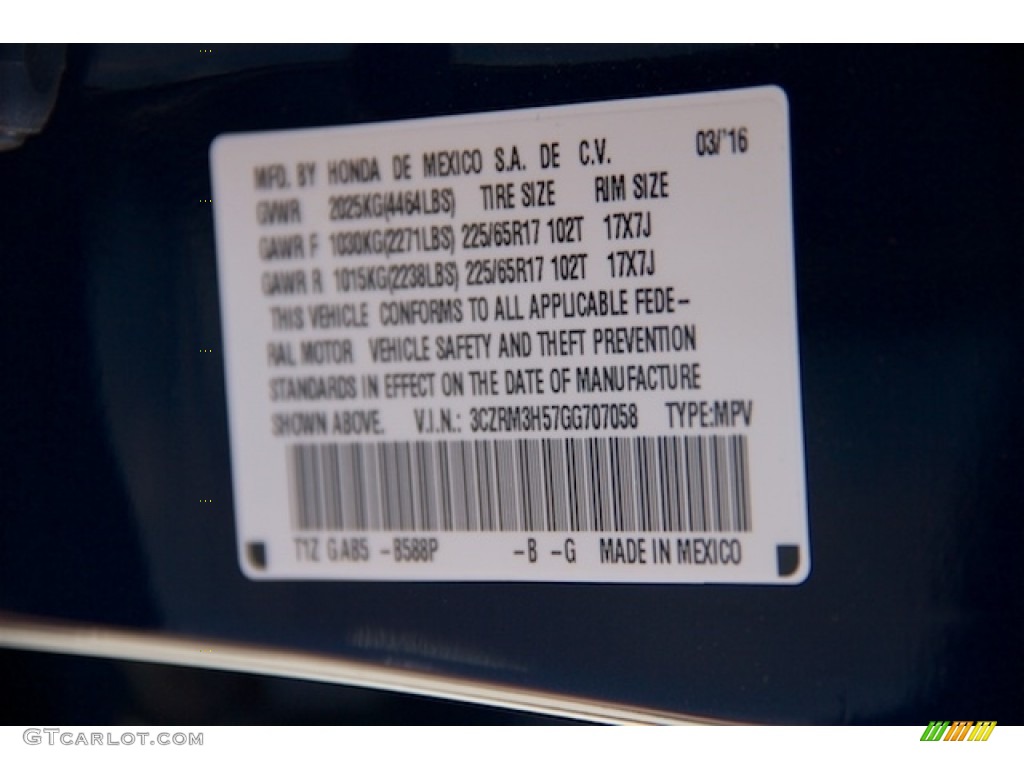 MFD. BY HONDA DE MEXICO S.A. DE C.V. 03/'16
GVWR 2025KG(4464LBS) TIRE SIZE RIM SIZE
GAWR F 1030KG(2271LBS) 225/65R17 102T 17X7J
GAWR R 1015KG(2238LBS) 225/65R17 102T 17X7J
THIS VEHICLE CONFORMS TO ALL APPLICABLE FEDE-
RAL MOTOR VEHICLE SAFETY AND THEFT PREVENTION
STANDARDS IN EFFECT ON THE DATE OF MANUFACTURE
SHOWN ABOVE. V.I.N.: 3CZRM3H57GG707058 TYPE:MPV
T1Z GAB5 -B588P -B -G MADE IN MEXICO
GTCARLOT.COM